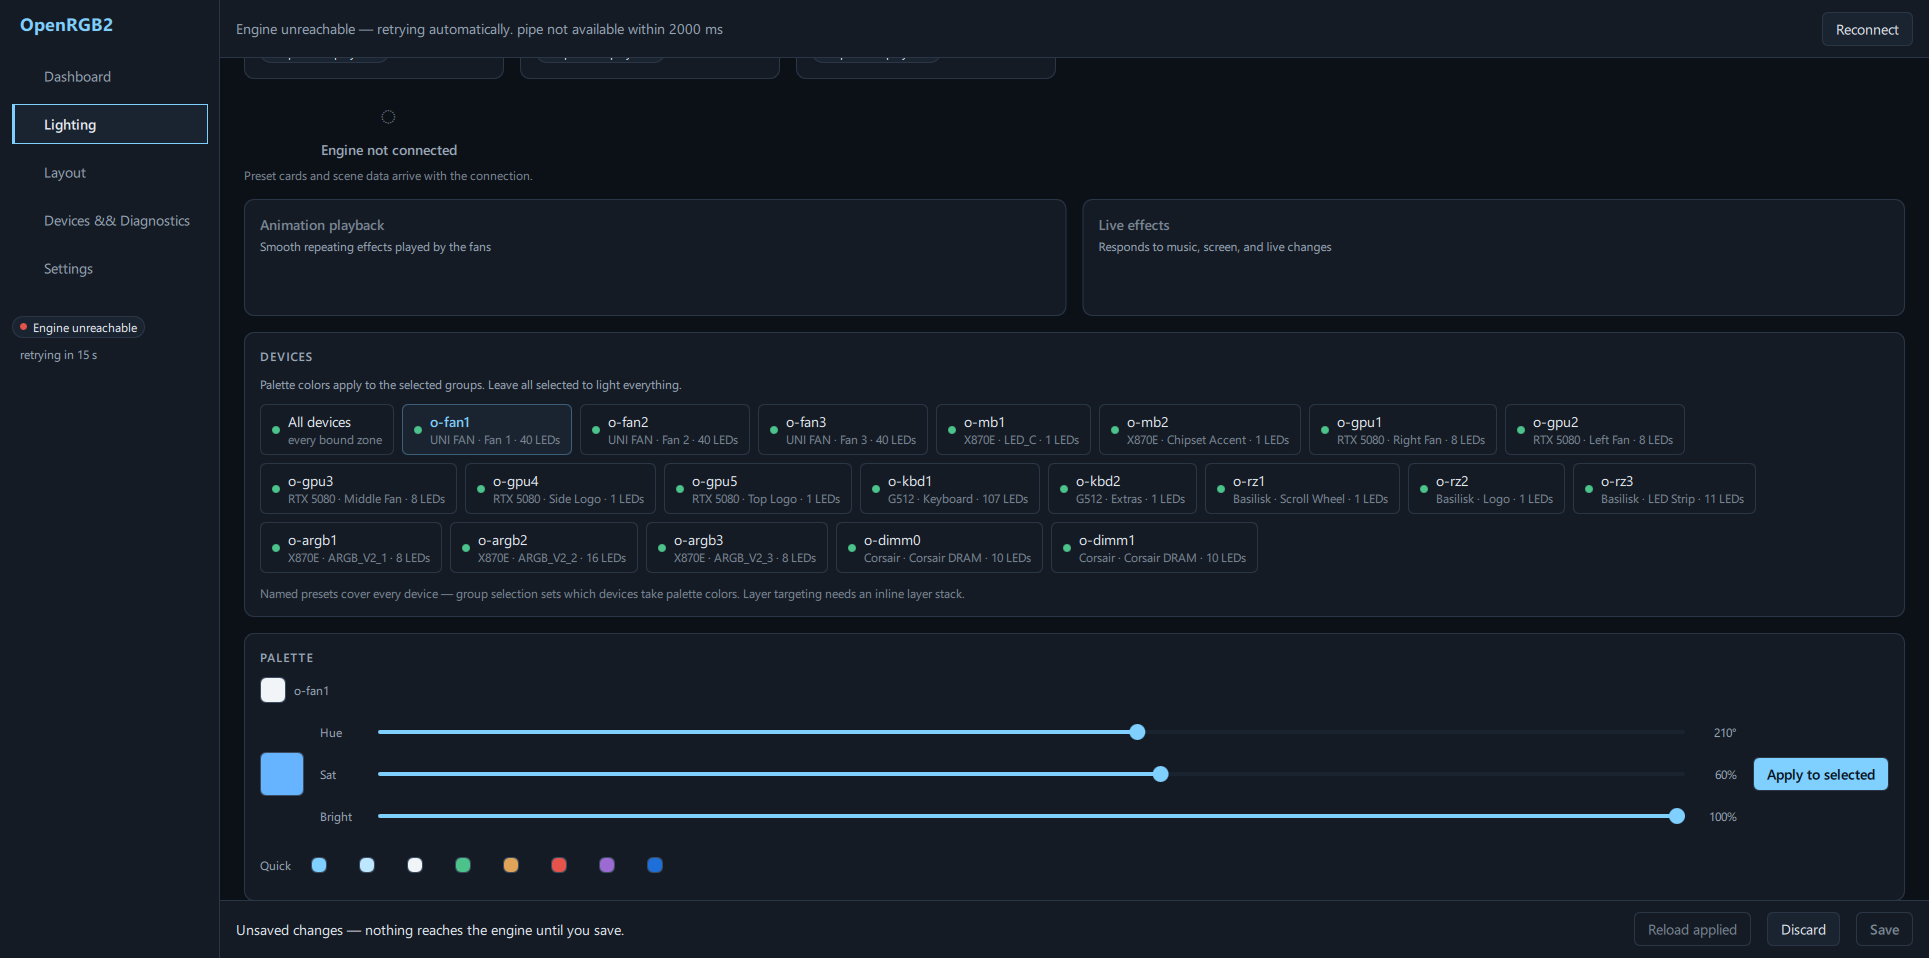 OpenRGB2
Dashboard
Lighting
Layout
Devices && Diagnostics
Settings
Engine unreachable
retrying in 15 s
Engine unreachable — retrying automatically. pipe not available within 2000 ms
Reconnect
Engine not connected
Preset cards and scene data arrive with the connection.
Animation playback
Smooth repeating effects played by the fans
Live effects
Responds to music, screen, and live changes
DEVICES
Palette colors apply to the selected groups. Leave all selected to light everything.
All devices
every bound zone
o-fan1
UNI FAN · Fan 1 · 40 LEDs
o-fan2
UNI FAN · Fan 2 · 40 LEDs
o-fan3
UNI FAN · Fan 3 · 40 LEDs
o-mb1
X870E · LED_C · 1 LEDs
o-mb2
X870E · Chipset Accent · 1 LEDs
o-gpu1
RTX 5080 · Right Fan · 8 LEDs
o-gpu2
RTX 5080 · Left Fan · 8 LEDs
o-gpu3
RTX 5080 · Middle Fan · 8 LEDs
o-gpu4
RTX 5080 · Side Logo · 1 LEDs
o-gpu5
RTX 5080 · Top Logo · 1 LEDs
o-kbd1
G512 · Keyboard · 107 LEDs
o-kbd2
G512 · Extras · 1 LEDs
o-rz1
Basilisk · Scroll Wheel · 1 LEDs
o-rz2
Basilisk · Logo · 1 LEDs
o-rz3
Basilisk · LED Strip · 11 LEDs
o-argb1
X870E · ARGB_V2_1 · 8 LEDs
o-argb2
X870E · ARGB_V2_2 · 16 LEDs
o-argb3
X870E · ARGB_V2_3 · 8 LEDs
o-dimm0
Corsair · Corsair DRAM · 10 LEDs
o-dimm1
Corsair · Corsair DRAM · 10 LEDs
Named presets cover every device — group selection sets which devices take palette colors. Layer targeting needs an inline layer stack.
PALETTE
o-fan1
Hue
210°
Sat
60%
Apply to selected
Bright
100%
Quick
Unsaved changes — nothing reaches the engine until you save.
Reload applied
Discard
Save